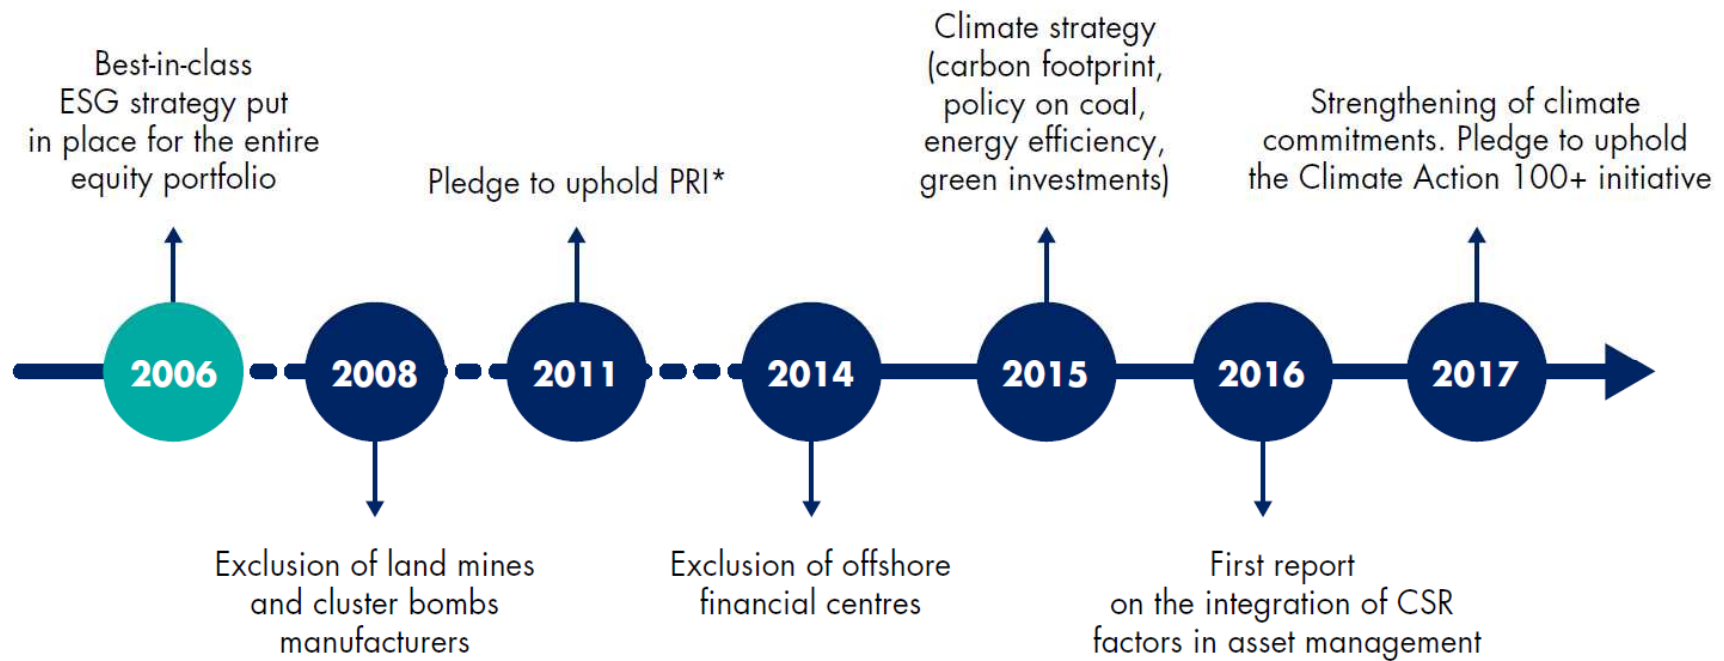 Best-in-class
ESG strategy put
in place for the entire
equity portfolio
Pledge to uphold PRI*
Climate strategy
(carbon footprint,
policy on coal,
energy efficiency,
green investments)
Strengthening of climate
commitments. Pledge to uphold
the Climate Action 100+ initiative
2006
2008
2011
2014
2015
2016
2017
Exclusion of land mines
and cluster bombs
manufacturers
Exclusion of offshore
financial centres
First report
on the integration of CSR
factors in asset management